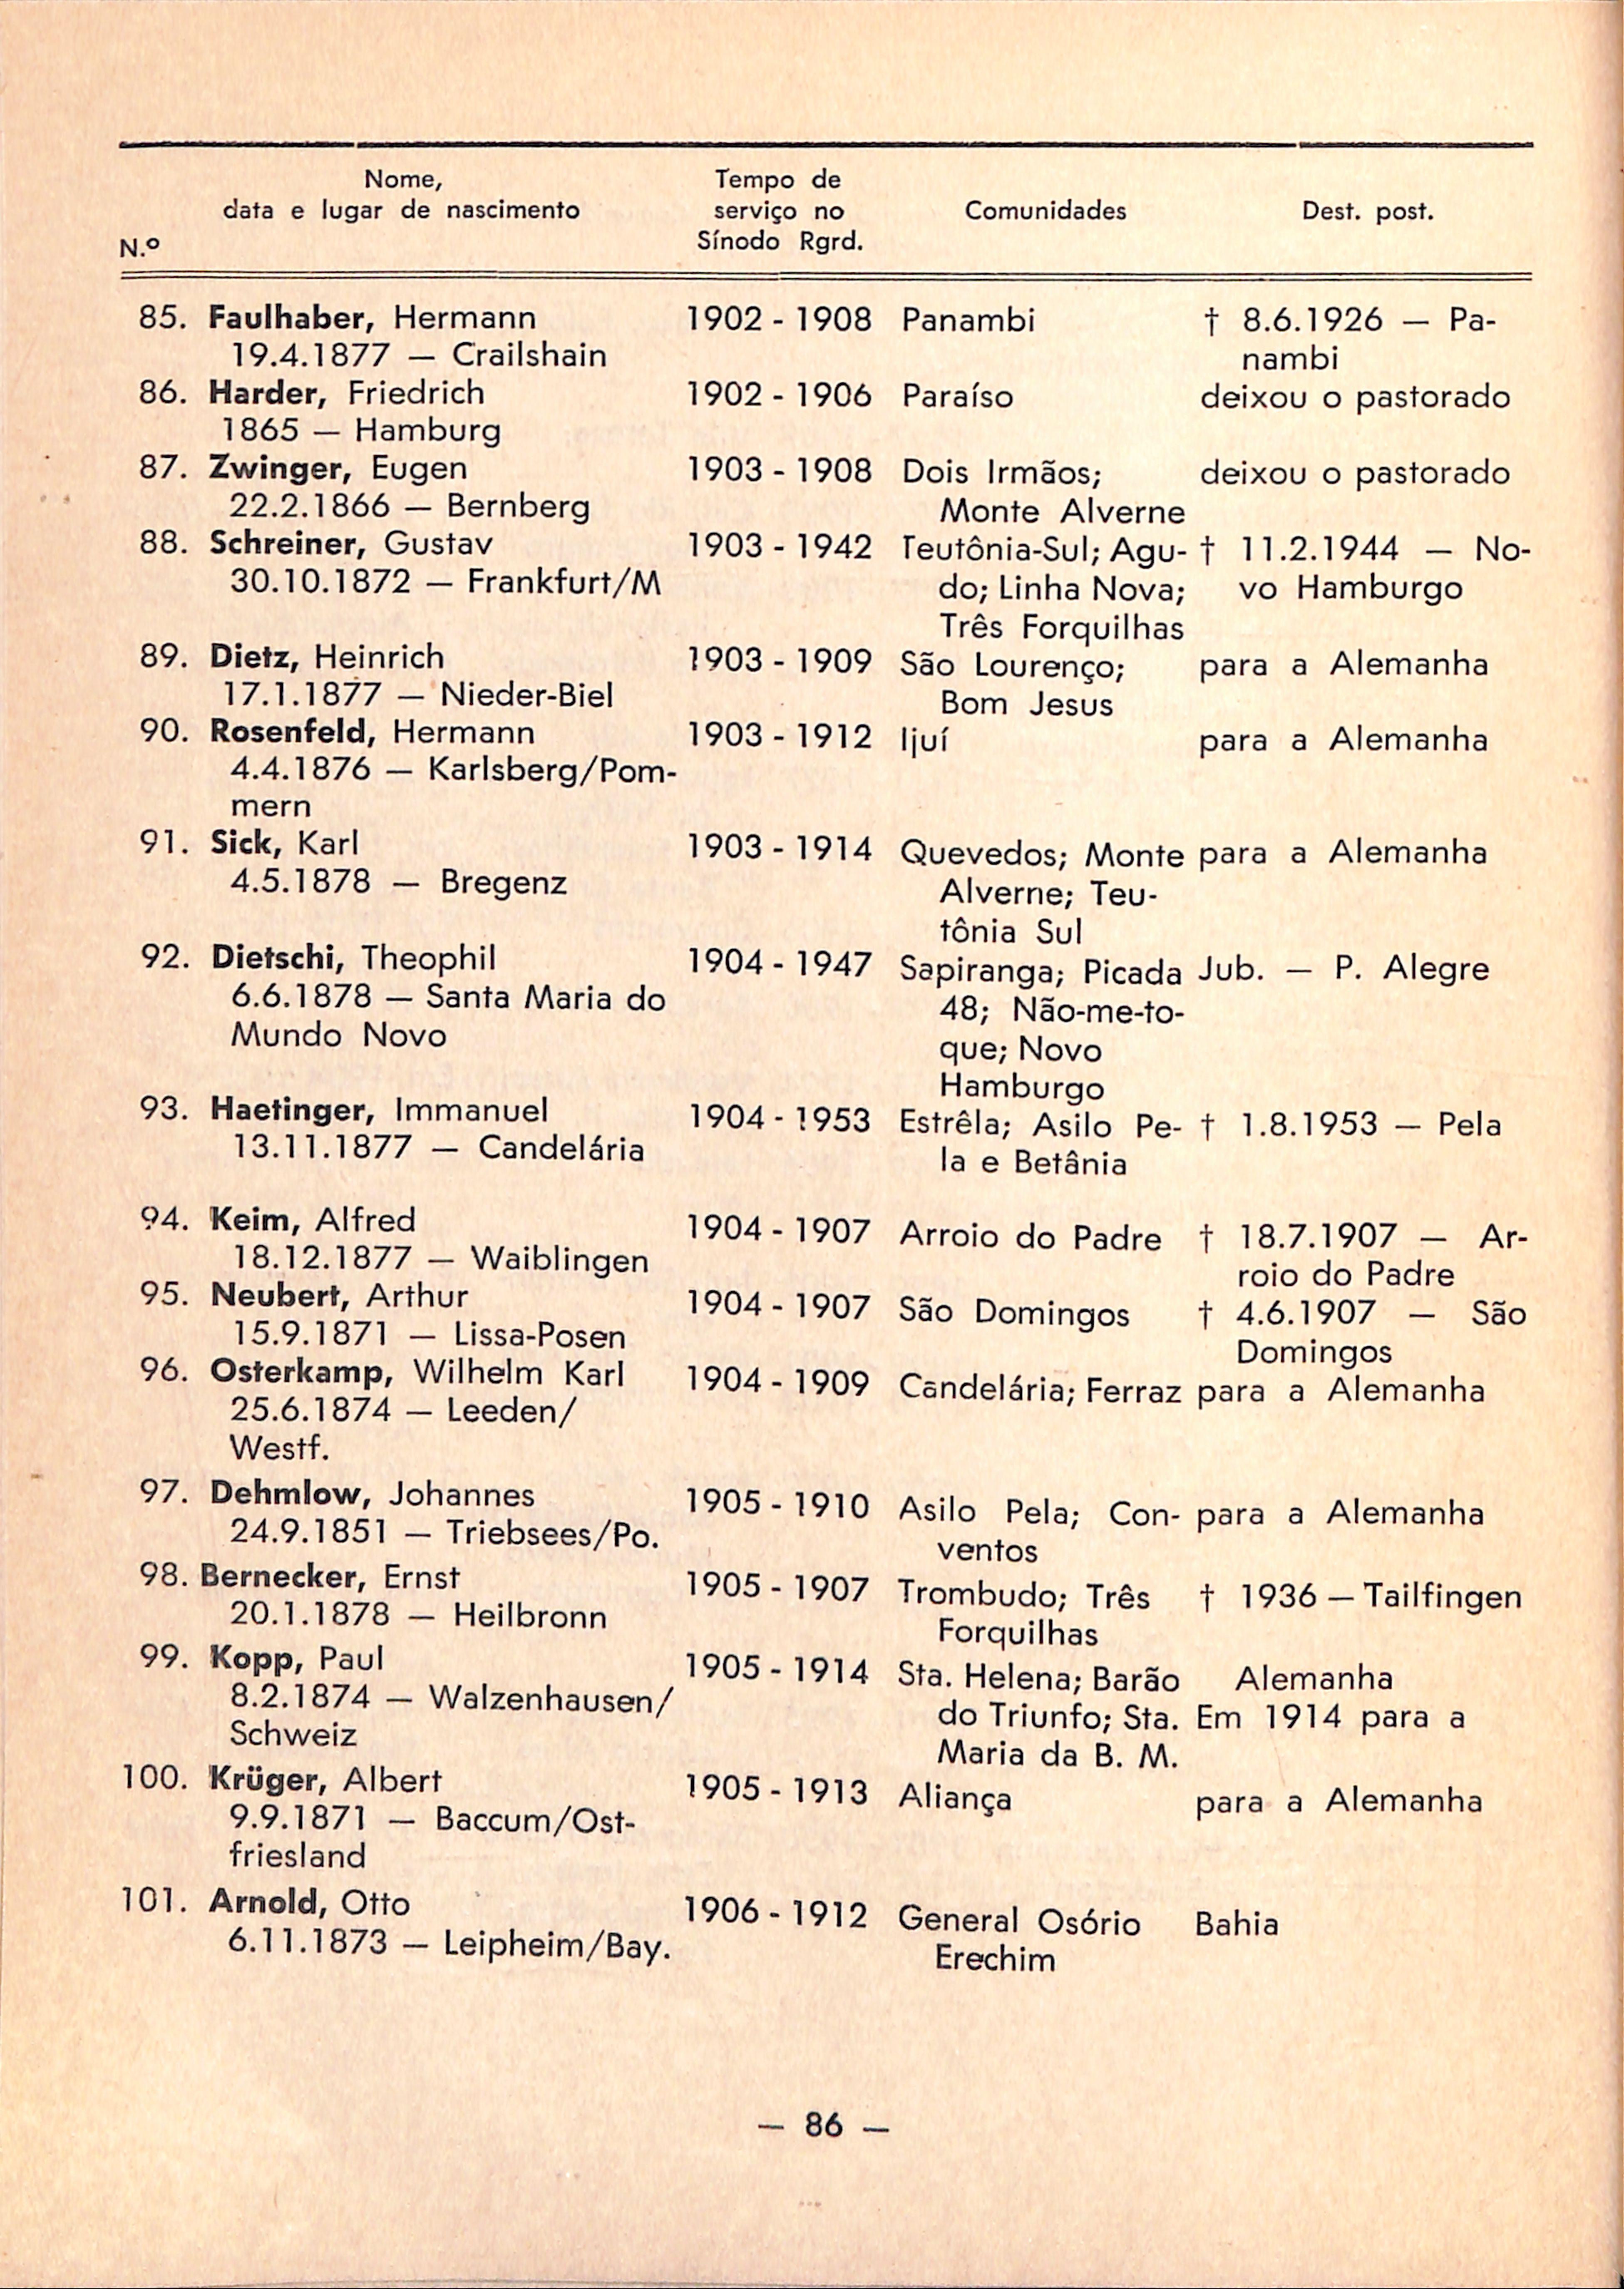 Nome,
data e lugar de nascimento
N.º
Tempo de
serviço no
Sínodo Rgrd.
Comunidades
Dest. post.
85. Faulhaber, Hermann 1902 - 1908 Panambi † 8.6.1926 — Pa-
19.4.1877 — Crailshain nambi
86. Harder, Friedrich 1902 - 1906 Paraíso deixou o pastorado
1865 — Hamburg
87. Zwinger, Eugen 1903 - 1908 Dois Irmãos; deixou o pastorado
22.2.1866 — Bernberg Monte Alverne
88. Schreiner, Gustav 1903 - 1942 Teutônia-Sul; Agu- † 11.2.1944 — No-
30.10.1872 — Frankfurt/M do; Linha Nova; vo Hamburgo
Três Forquilhas
89. Dietz, Heinrich 1903 - 1909 São Lourenço; para a Alemanha
17.1.1877 — Nieder-Biel Bom Jesus
90. Rosenfeld, Hermann 1903 - 1912 Ijuí para a Alemanha
4.4.1876 — Karlsberg/Pom-
mern
91. Sick, Karl 1903 - 1914 Quevedos; Monte para a Alemanha
4.5.1878 — Bregenz Alverne; Teu-
tônia Sul
92. Dietschi, Theophil 1904 - 1947 Sapiranga; Picada Jub. — P. Alegre
6.6.1878 — Santa Maria do 48; Não-me-to-
Mundo Novo que; Novo
Hamburgo
93. Haetinger, Immanuel 1904 - 1953 Estrêla; Asilo Pe- † 1.8.1953 — Pela
13.11.1877 — Candelária la e Betânia
94. Keim, Alfred 1904 - 1907 Arroio do Padre † 18.7.1907 — Ar-
18.12.1877 — Waiblingen roio do Padre
95. Neubert, Arthur 1904 - 1907 São Domingos † 4.6.1907 — São
15.9.1871 — Lissa-Posen Domingos
96. Osterkamp, Wilhelm Karl 1904 - 1909 Candelária; Ferraz para a Alemanha
25.6.1874 — Leeden/
Westf.
97. Dehmlow, Johannes 1905 - 1910 Asilo Pela; Con- para a Alemanha
24.9.1851 — Triebsees/Po. ventos
98. Bernecker, Ernst 1905 - 1907 Trombudo; Três † 1936 — Tailfingen
20.1.1878 — Heilbronn Forquilhas
99. Kopp, Paul 1905 - 1914 Sta. Helena; Barão Alemanha
8.2.1874 — Walzenhausen/ do Triunfo; Sta. Em 1914 para a
Schweiz Maria da B. M.
100. Krüger, Albert 1905 - 1913 Aliança para a Alemanha
9.9.1871 — Baccum/Ost-
friesland
101. Arnold, Otto 1906 - 1912 General Osório Bahia
6.11.1873 — Leipheim/Bay. Erechim
— 86 —